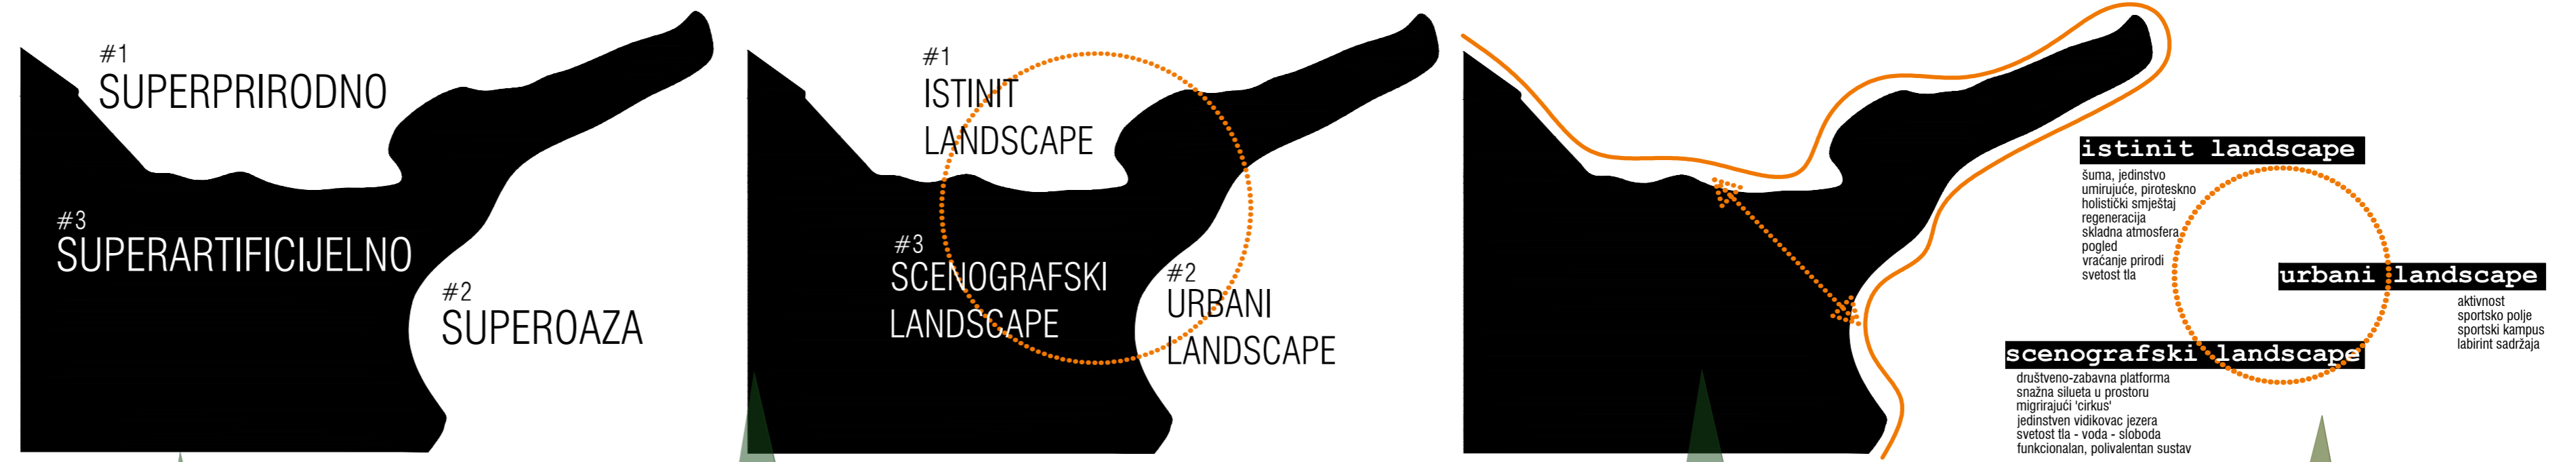 #1
SUPERPRIRODNO
#3
SUPERARTIFICIJELNO
#2
SUPEROAZA
#1
ISTINIT
LANDSCAPE
#3
SCENOGRAFSKI
LANDSCAPE
#2
URBANI
LANDSCAPE
istinit landscape
šuma, jedinstvo
umirujuće, piroteskno
holistički smještaj
regeneracija
skladna atmosfera
pogled
vraćanje prirodi
svetost tla
urbani landscape
aktivnost
sportsko polje
sportski kampus
labirint sadržaja
scenografski landscape
društveno-zabavna platforma
snažna silueta u prostoru
migrirajući 'cirkus'
jedinstven vidikovac jezera
svetost tla - voda - sloboda
funkcionalan, polivalentan sustav